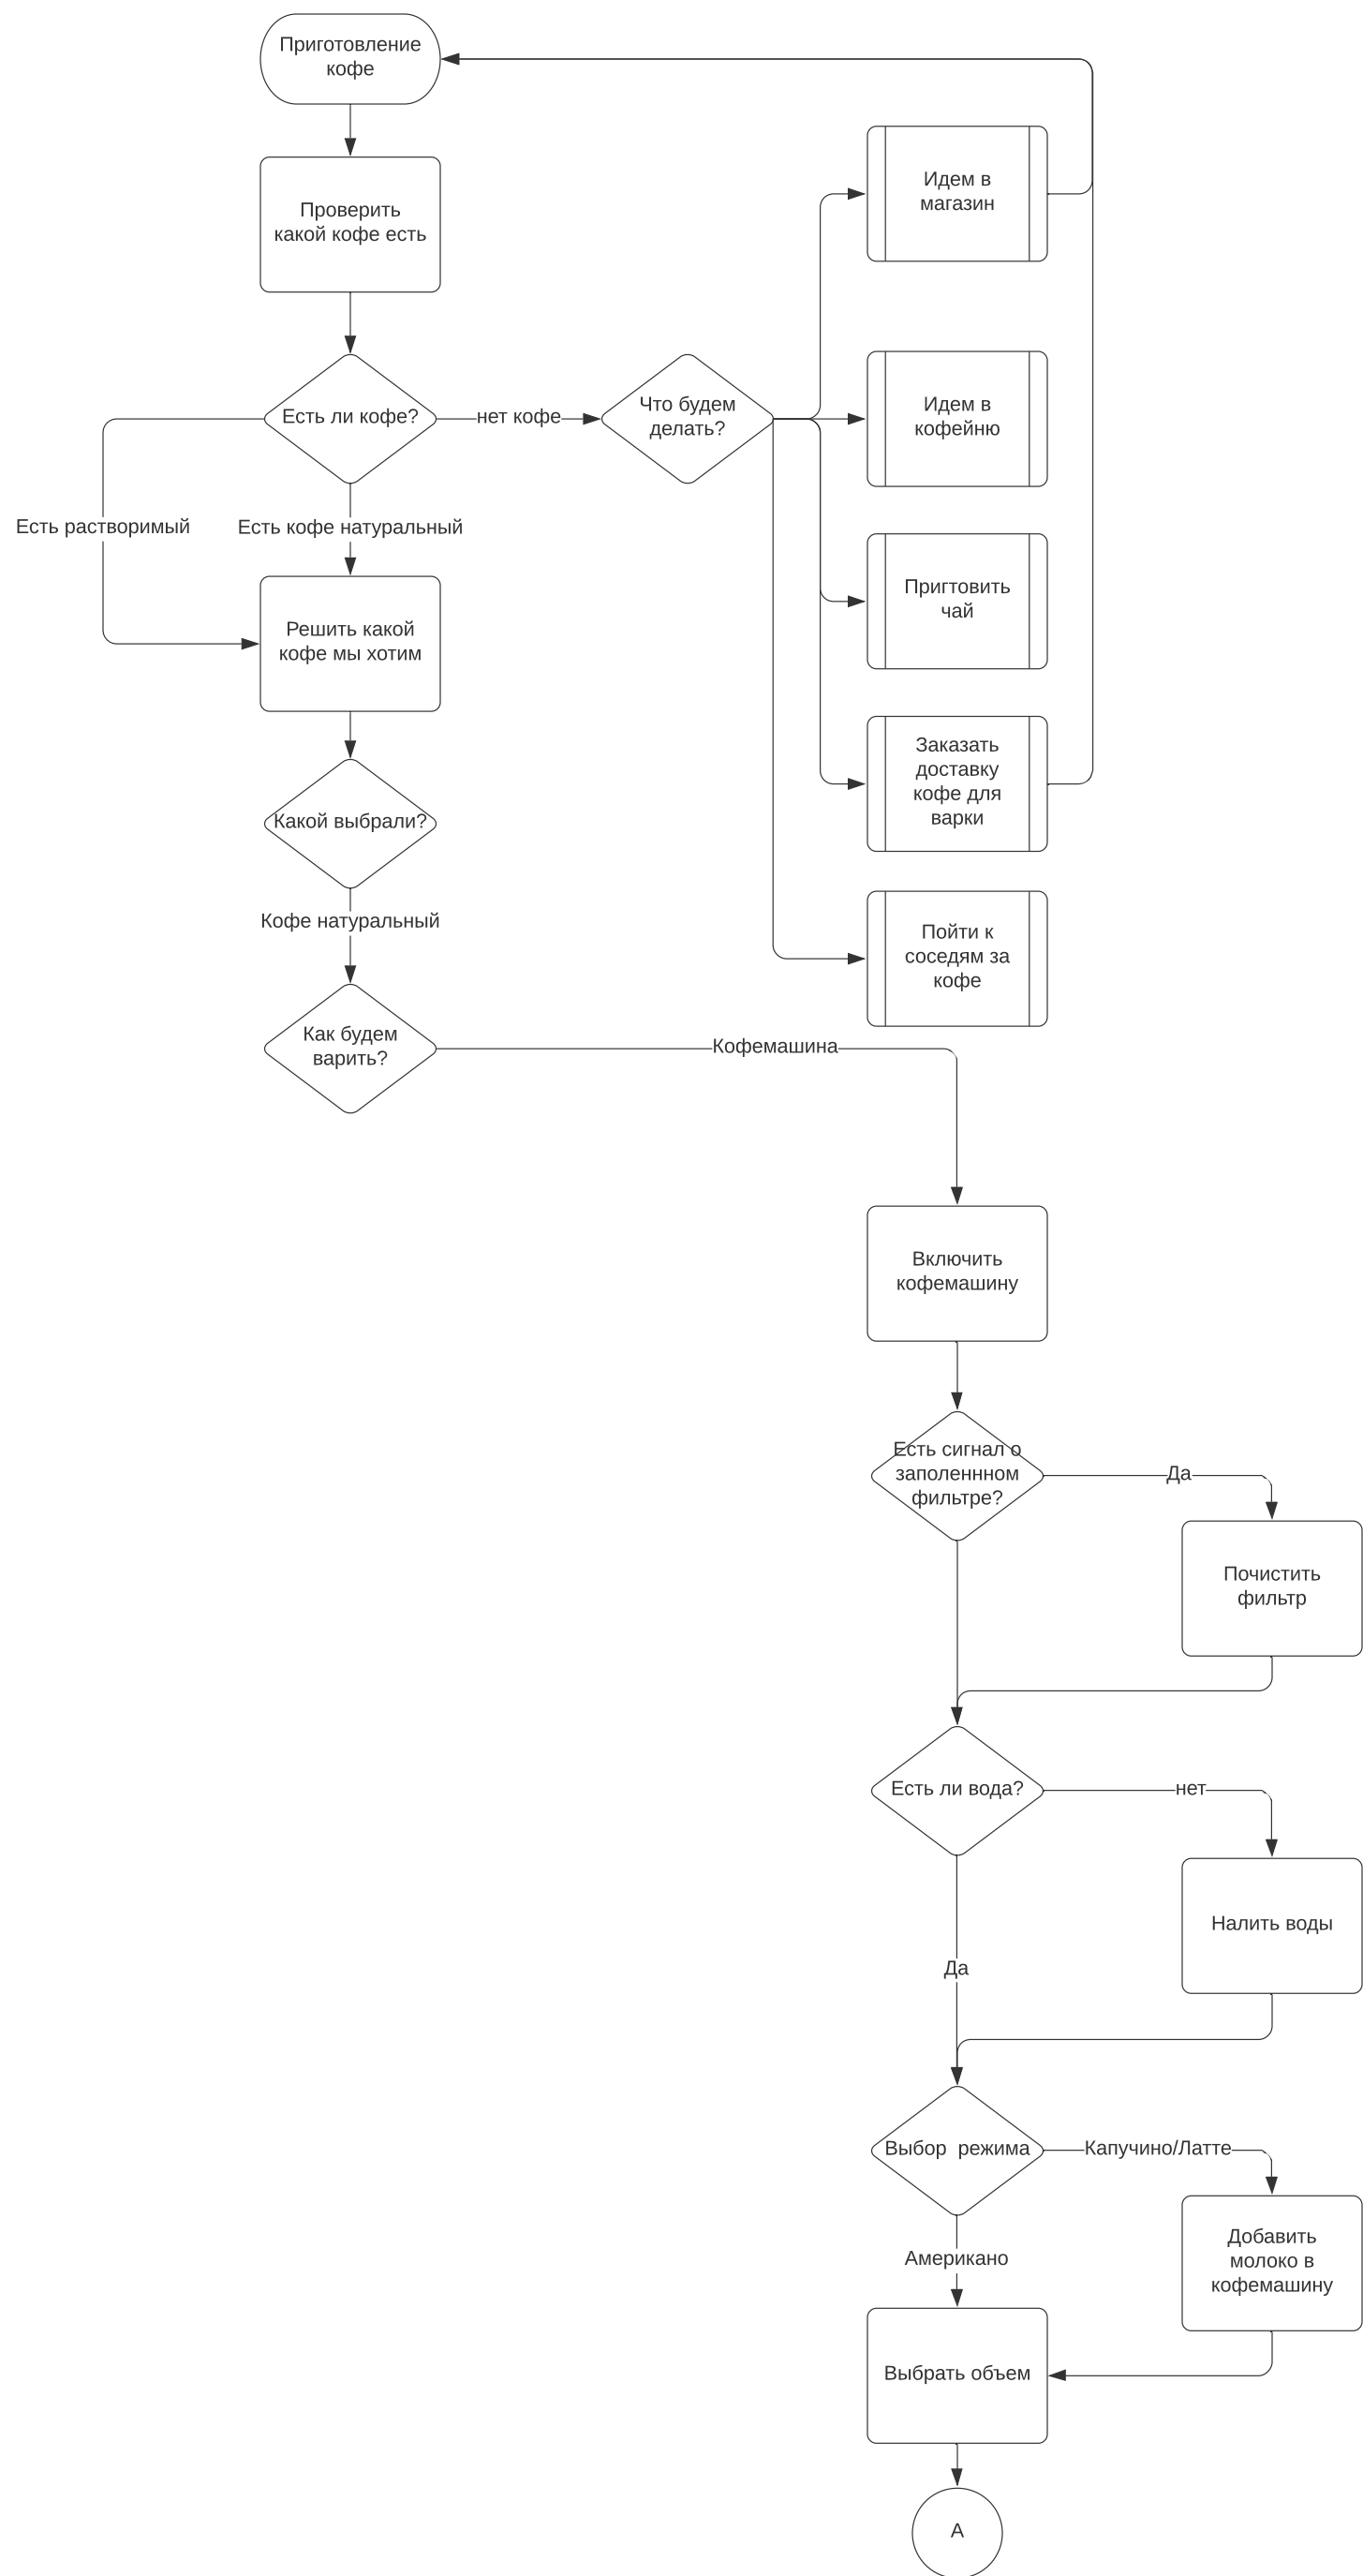 Приготовление
кофе
Проверить
какой кофе есть
Идем в
магазин
Есть ли кофе?
нет кофе
Что будем
делать?
Идем в
кофейню
Есть растворимый
Есть кофе натуральный
Пригтовить
чай
Решить какой
кофе мы хотим
Заказать
доставку
кофе для
варки
Какой выбрали?
Кофе натуральный
Пойти к
соседям за
кофе
Как будем
варить?
Кофемашина
Включить
кофемашину
Есть сигнал о
заполеннном
фильтре?
Да
Почистить
фильтр
Есть ли вода?
нет
Налить воды
Да
Выбор  режима
Капучино/Латте
Добавить
молоко в
кофемашину
Американо
Выбрать объем
А